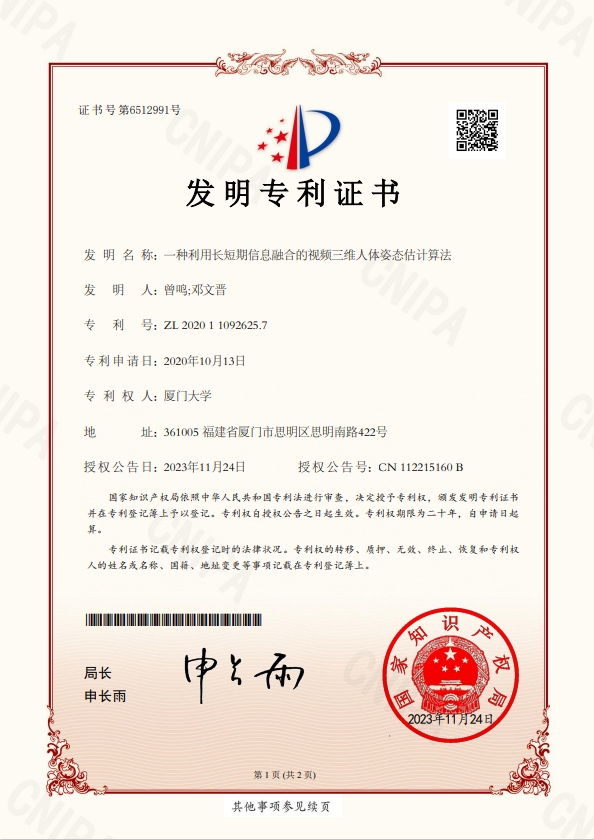 证书号第6512991号
发明专利证书
发明名称：一种利用长短期信息融合的视频三维人体姿态估计算法
发明人：曾鸣;邓文晋
专利号：ZL 2020 1 1092625.7
专利申请日：2020年10月13日
专利权人：厦门大学
地址：361005 福建省厦门市思明区思明南路422号
授权公告日：2023年11月24日 授权公告号：CN 112215160 B
国家知识产权局依照中华人民共和国专利法进行审查，决定授予专利权，颁发发明专利证书
并在专利登记簿上予以登记。专利权自授权公告之日起生效。专利权期限为二十年，自申请日起
算。
专利证书记载专利权登记时的法律状况。专利权的转移、质押、无效、终止、恢复和专利权
人的姓名或名称、国籍、地址变更等事项记载在专利登记簿上。
局长
申长雨
申长雨
国家知识产权局
2023年11月24日
第 1 页 (共 2 页)
其他事项参见续页
CNIPA
CNIPA
CNIPA
CNIPA
CNIPA
CNIPA
CNIPA